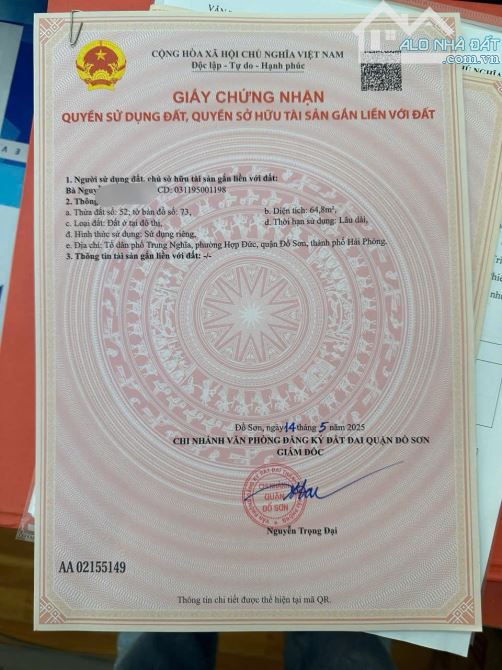 ALO NHÀ ĐẤT
.com.vn
CỘNG HÒA XÃ HỘI CHỦ NGHĨA VIỆT NAM
Độc lập - Tự do - Hạnh phúc
GIẤY CHỨNG NHẬN
QUYỀN SỬ DỤNG ĐẤT, QUYỀN SỞ HỮU TÀI SẢN GẮN LIỀN VỚI ĐẤT
1. Người sử dụng đất, chủ sở hữu tài sản gắn liền với đất:
Bà CD: 031195001198
2. Thông
a. Thửa đất số: 52; tờ bản đồ số: 73, b. Diện tích: 64,8m²,
c. Loại đất: Đất ở tại đô thị, d. Thời hạn sử dụng: Lâu dài,
đ. Hình thức sử dụng: Sử dụng riêng,
e. Địa chỉ: Tổ dân phố Trung Nghĩa, phường Hợp Đức, quận Đồ Sơn, thành phố Hải Phòng.
3. Thông tin tài sản gắn liền với đất: -/-
Đồ Sơn, ngày 14 tháng 5 năm 2025
CHI NHÁNH VĂN PHÒNG ĐĂNG KÝ ĐẤT ĐAI QUẬN ĐỒ SƠN
GIÁM ĐỐC
CHI NHÁNH
QUẬN
ĐỒ SƠN
Nguyễn Trọng Đại
AA 02155149
Thông tin chi tiết được thể hiện tại mã QR.